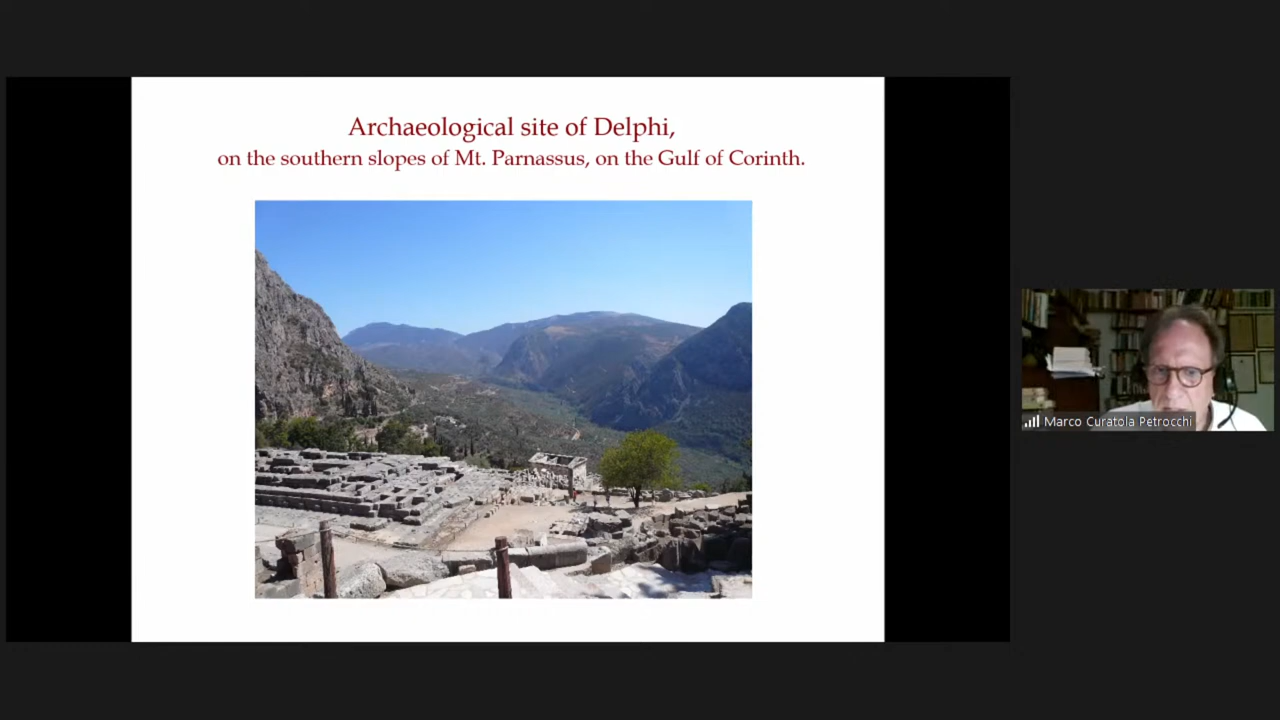 Archaeological site of Delphi,
on the southern slopes of Mt. Parnassus, on the Gulf of Corinth.
Marco Curatola Petrocchi